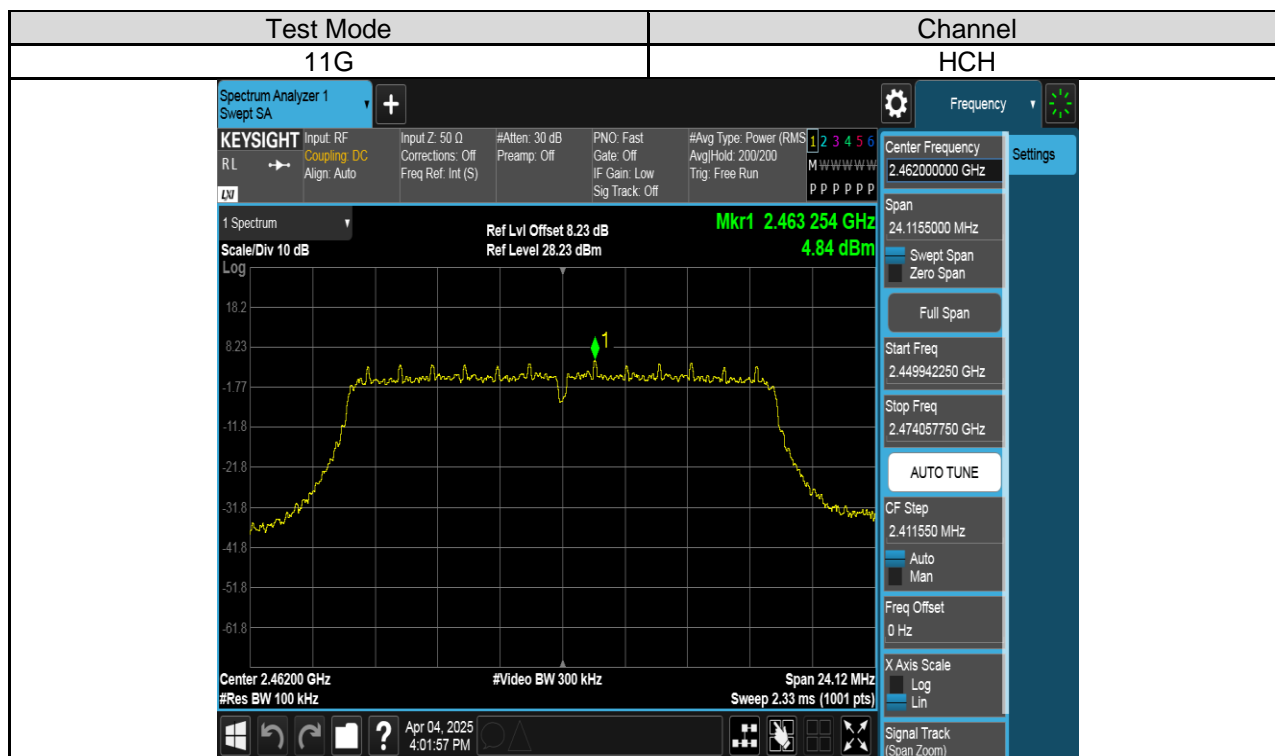 Test Mode
Channel
11G
HCH
Spectrum Analyzer 1
Swept SA
+
Frequency
KEYSIGHT
RL
LXI
Input: RF
Coupling: DC
Align: Auto
Input Z: 50 Ω
Corrections: Off
Freq Ref: Int (S)
#Atten: 30 dB
Preamp: Off
PNO: Fast
Gate: Off
IF Gain: Low
Sig Track: Off
#Avg Type: Power (RMS
Avg|Hold: 200/200
Trig: Free Run
1 2 3 4 5 6
M W W W W W
P P P P P P
1 Spectrum
Scale/Div 10 dB
Log
Ref Lvl Offset 8.23 dB
Ref Level 28.23 dBm
Mkr1 2.463 254 GHz
4.84 dBm
18.2
8.23
-1.77
-11.8
-21.8
-31.8
-41.8
-51.8
-61.8
1
Center 2.46200 GHz
#Res BW 100 kHz
#Video BW 300 kHz
Span 24.12 MHz
Sweep 2.33 ms (1001 pts)
Center Frequency
2.462000000 GHz
Settings
Span
24.1155000 MHz
Swept Span
Zero Span
Full Span
Start Freq
2.449942250 GHz
Stop Freq
2.474057750 GHz
AUTO TUNE
CF Step
2.411550 MHz
Auto
Man
Freq Offset
0 Hz
X Axis Scale
Log
Lin
Signal Track
(Span Zoom)
?
Apr 04, 2025
4:01:57 PM